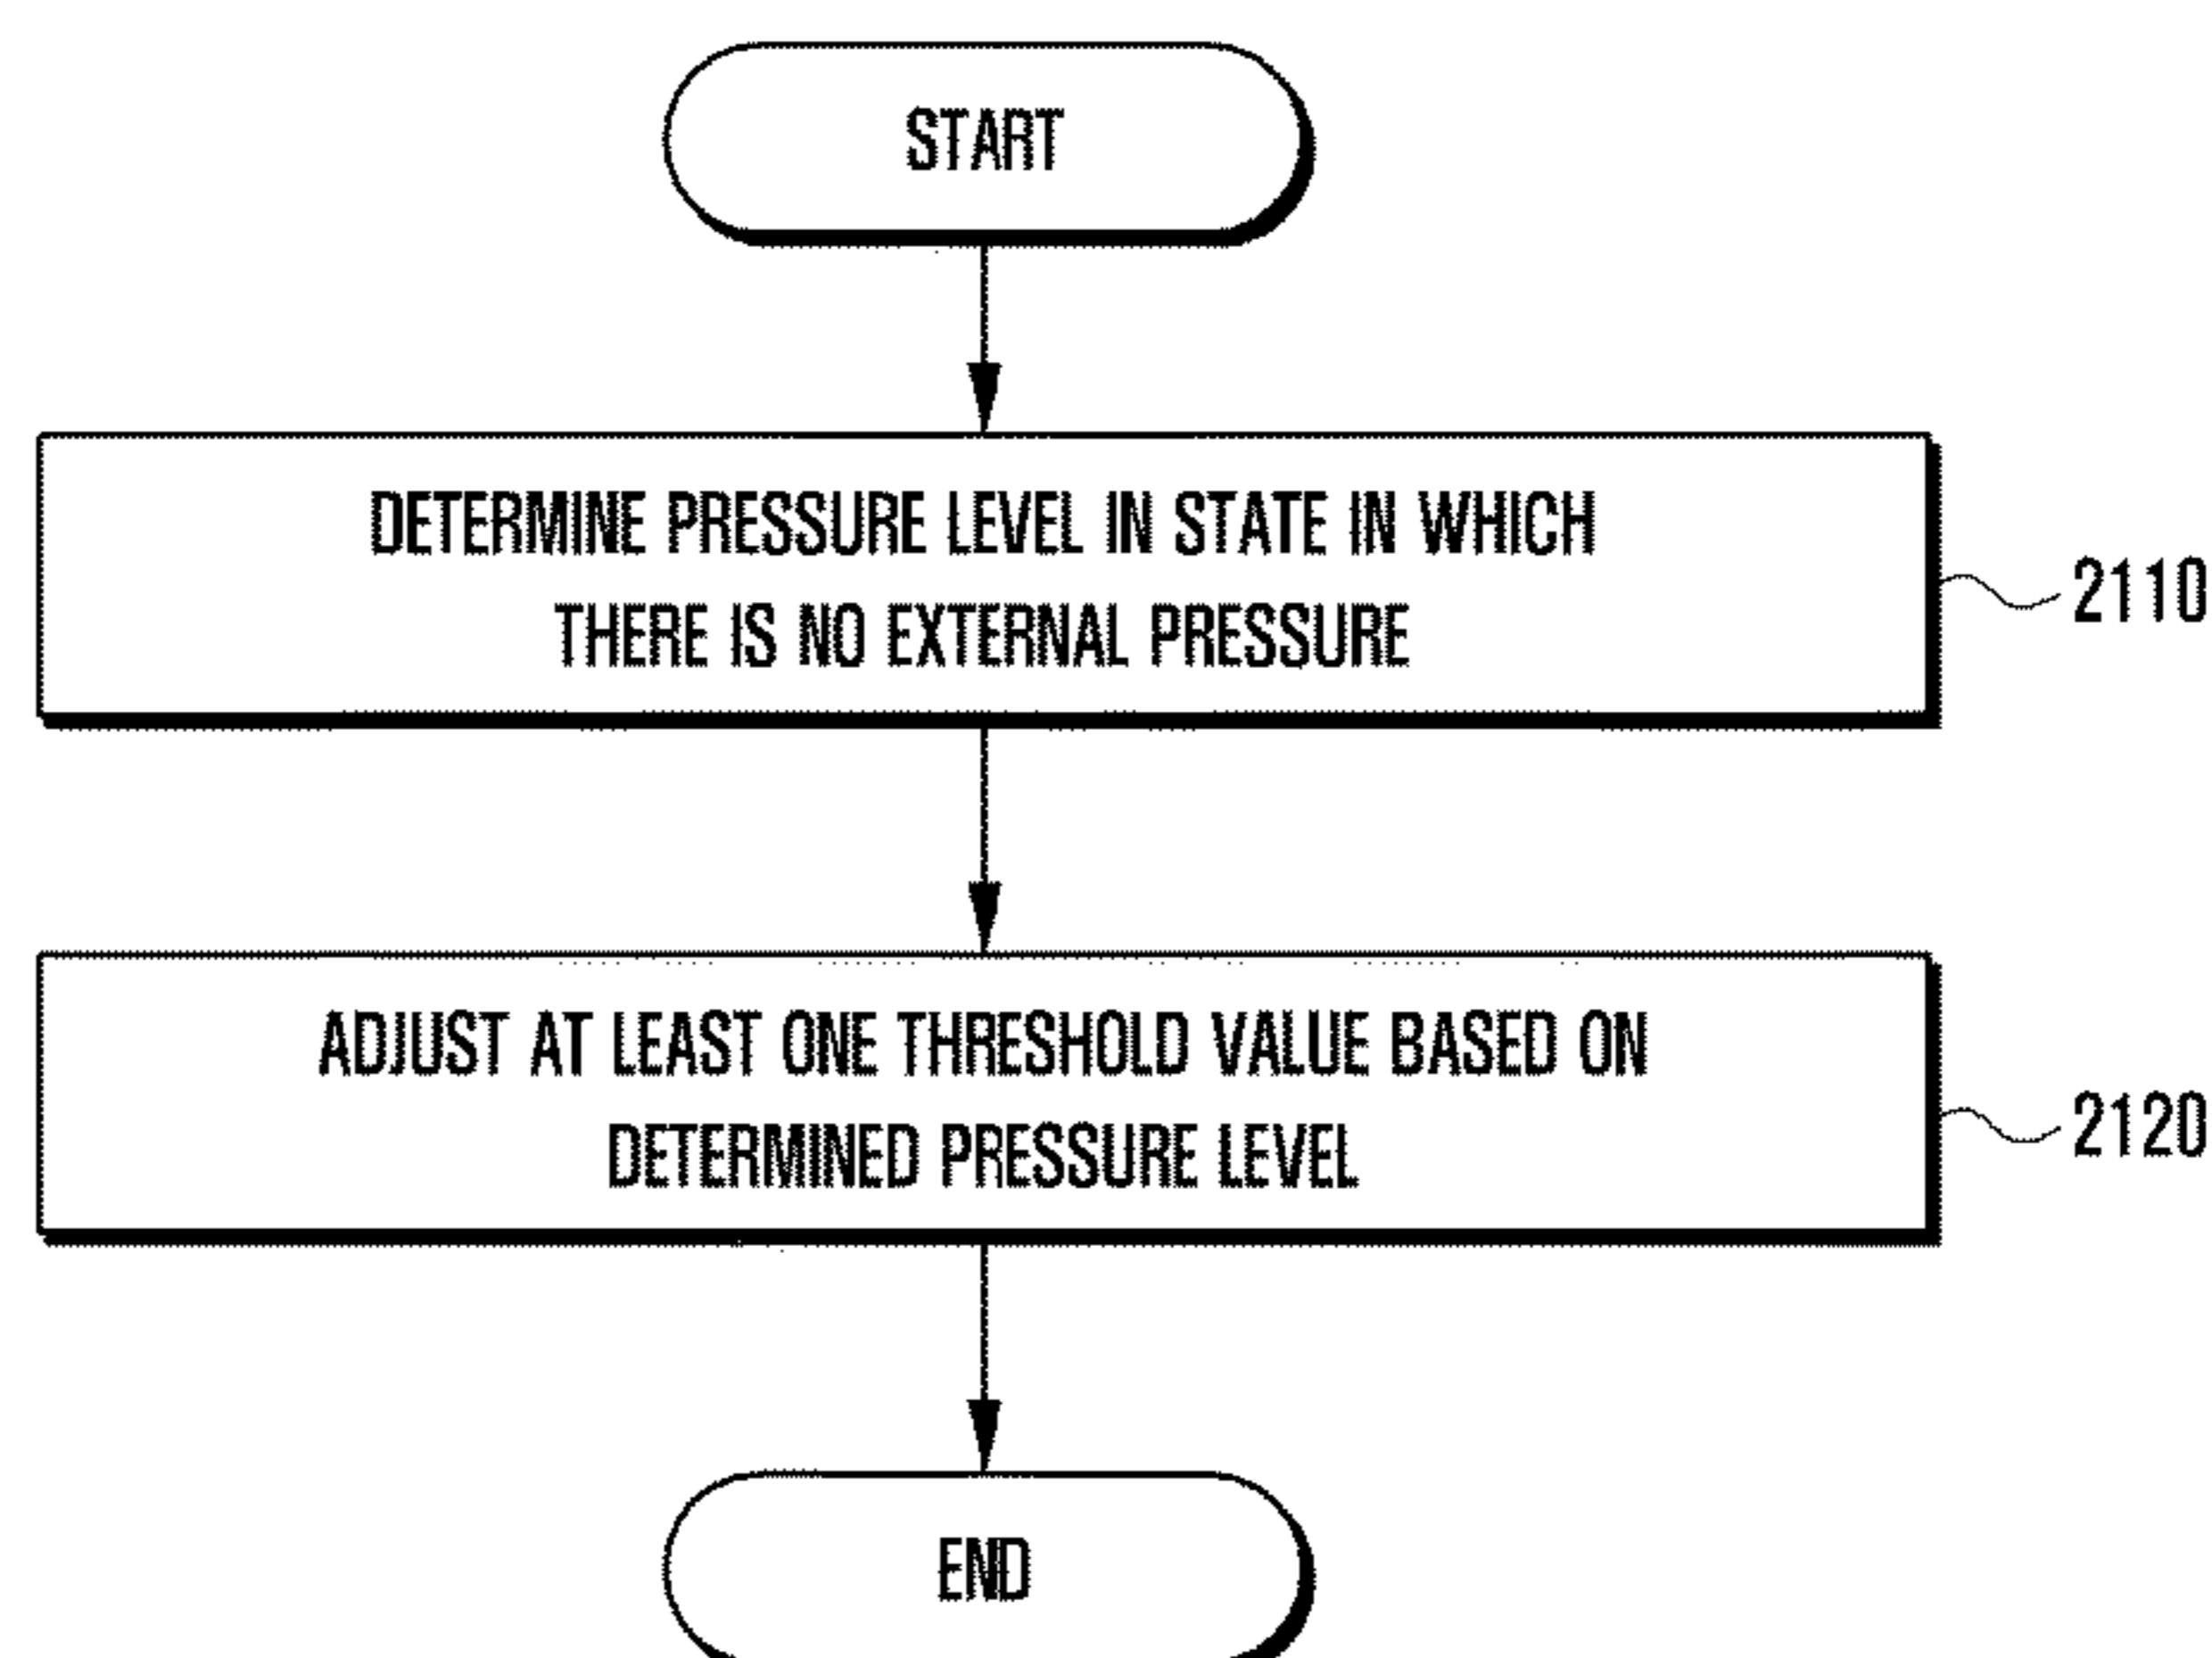 START
DETERMINE PRESSURE LEVEL IN STATE IN WHICH
THERE IS NO EXTERNAL PRESSURE
2110
ADJUST AT LEAST ONE THRESHOLD VALUE BASED ON
DETERMINED PRESSURE LEVEL
2120
END